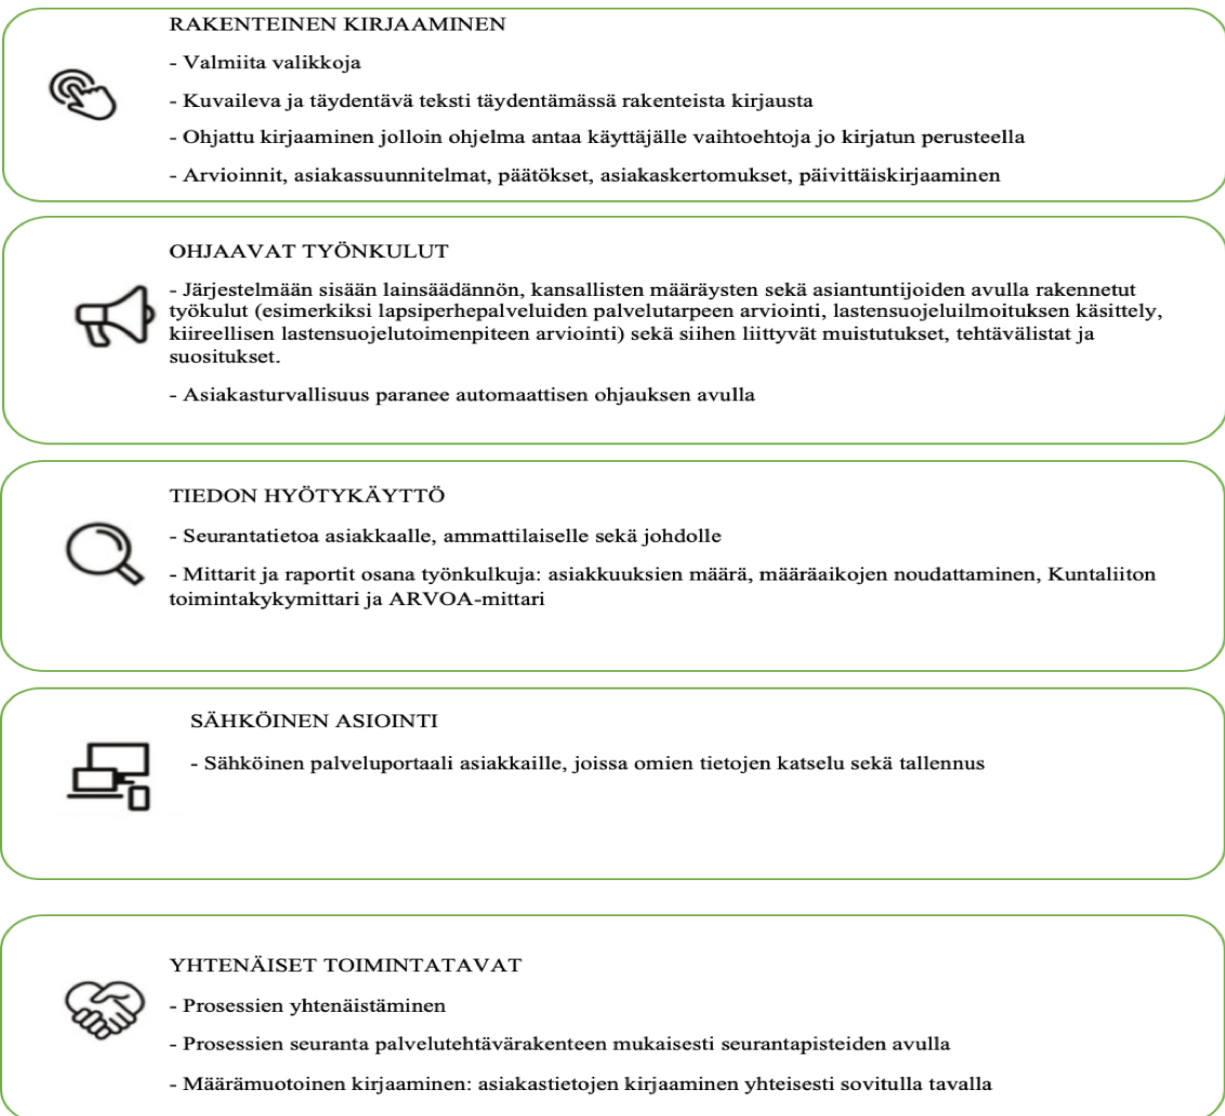 RAKENTEINEN KIRJAAMINEN
- Valmiita valikkoja
- Kuvaileva ja täydentävä teksti täydentämässä rakenteista kirjausta
- Ohjattu kirjaaminen jolloin ohjelma antaa käyttäjälle vaihtoehtoja jo kirjatun perusteella
- Arvioinnit, asiakassuunnitelmat, päätökset, asiakaskertomukset, päivittäiskirjaaminen
OHJAAVAT TYÖNKULUT
- Järjestelmään sisään lainsäädännön, kansallisten määräysten sekä asiantuntijoiden avulla rakennetut
työkulut (esimerkiksi lapsiperhepalveluiden palvelutarpeen arviointi, lastensuojeluilmoituksen käsittely,
kiireellisen lastensuojelutoimenpiteen arviointi) sekä siihen liittyvät muistutukset, tehtävälistat ja
suositukset.
- Asiakasturvallisuus paranee automaattisen ohjauksen avulla
TIEDON HYÖTYKÄYTTÖ
- Seurantatietoa asiakkaalle, ammattilaiselle sekä johdolle
- Mittarit ja raportit osana työnkulkuja: asiakkuuksien määrä, määräaikojen noudattaminen, Kuntaliiton
toimintakykymittari ja ARVOA-mittari
SÄHKÖINEN ASIOINTI
- Sähköinen palveluportaali asiakkaille, joissa omien tietojen katselu sekä tallennus
YHTENÄISET TOIMINTATAVAT
- Prosessien yhtenäistäminen
- Prosessien seuranta palvelutehtävärakenteen mukaisesti seurantapisteiden avulla
- Määrämuotoinen kirjaaminen: asiakastietojen kirjaaminen yhteisesti sovitulla tavalla